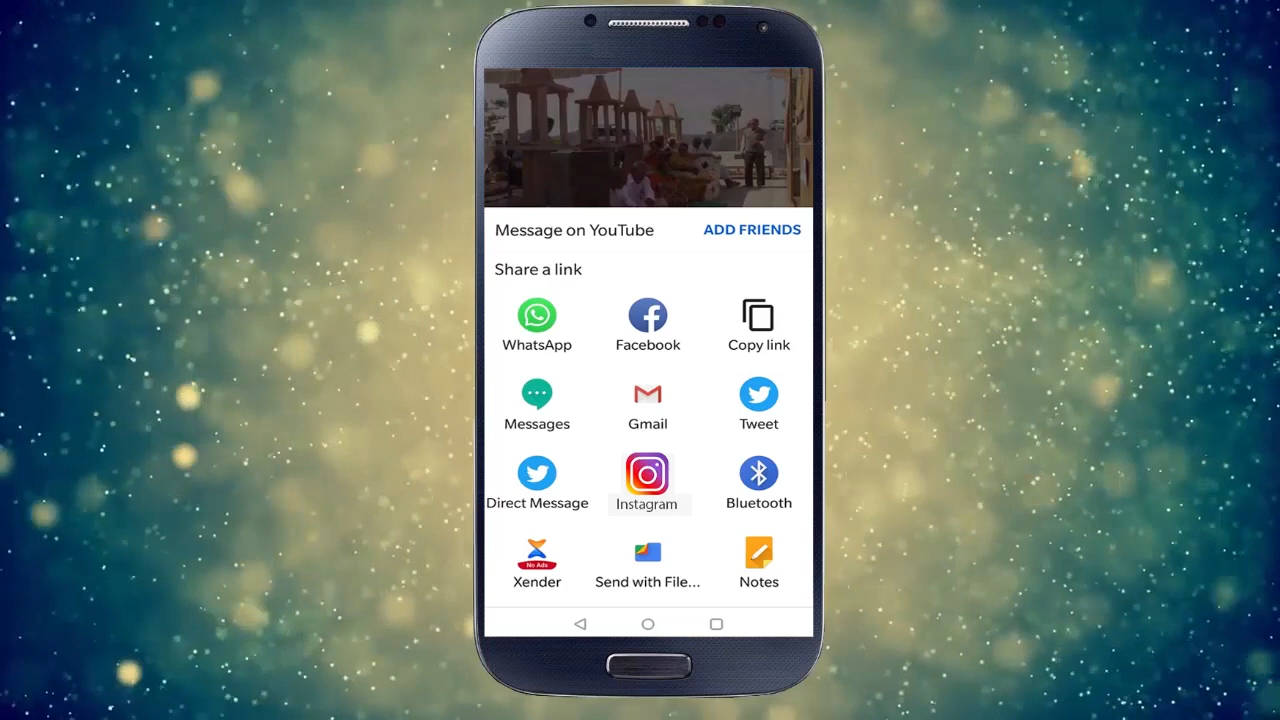 Message on YouTube
ADD FRIENDS
Share a link
WhatsApp
Facebook
Copy link
Messages
Gmail
Tweet
Direct Message
Instagram
Bluetooth
No Ads
Xender
Send with File...
Notes